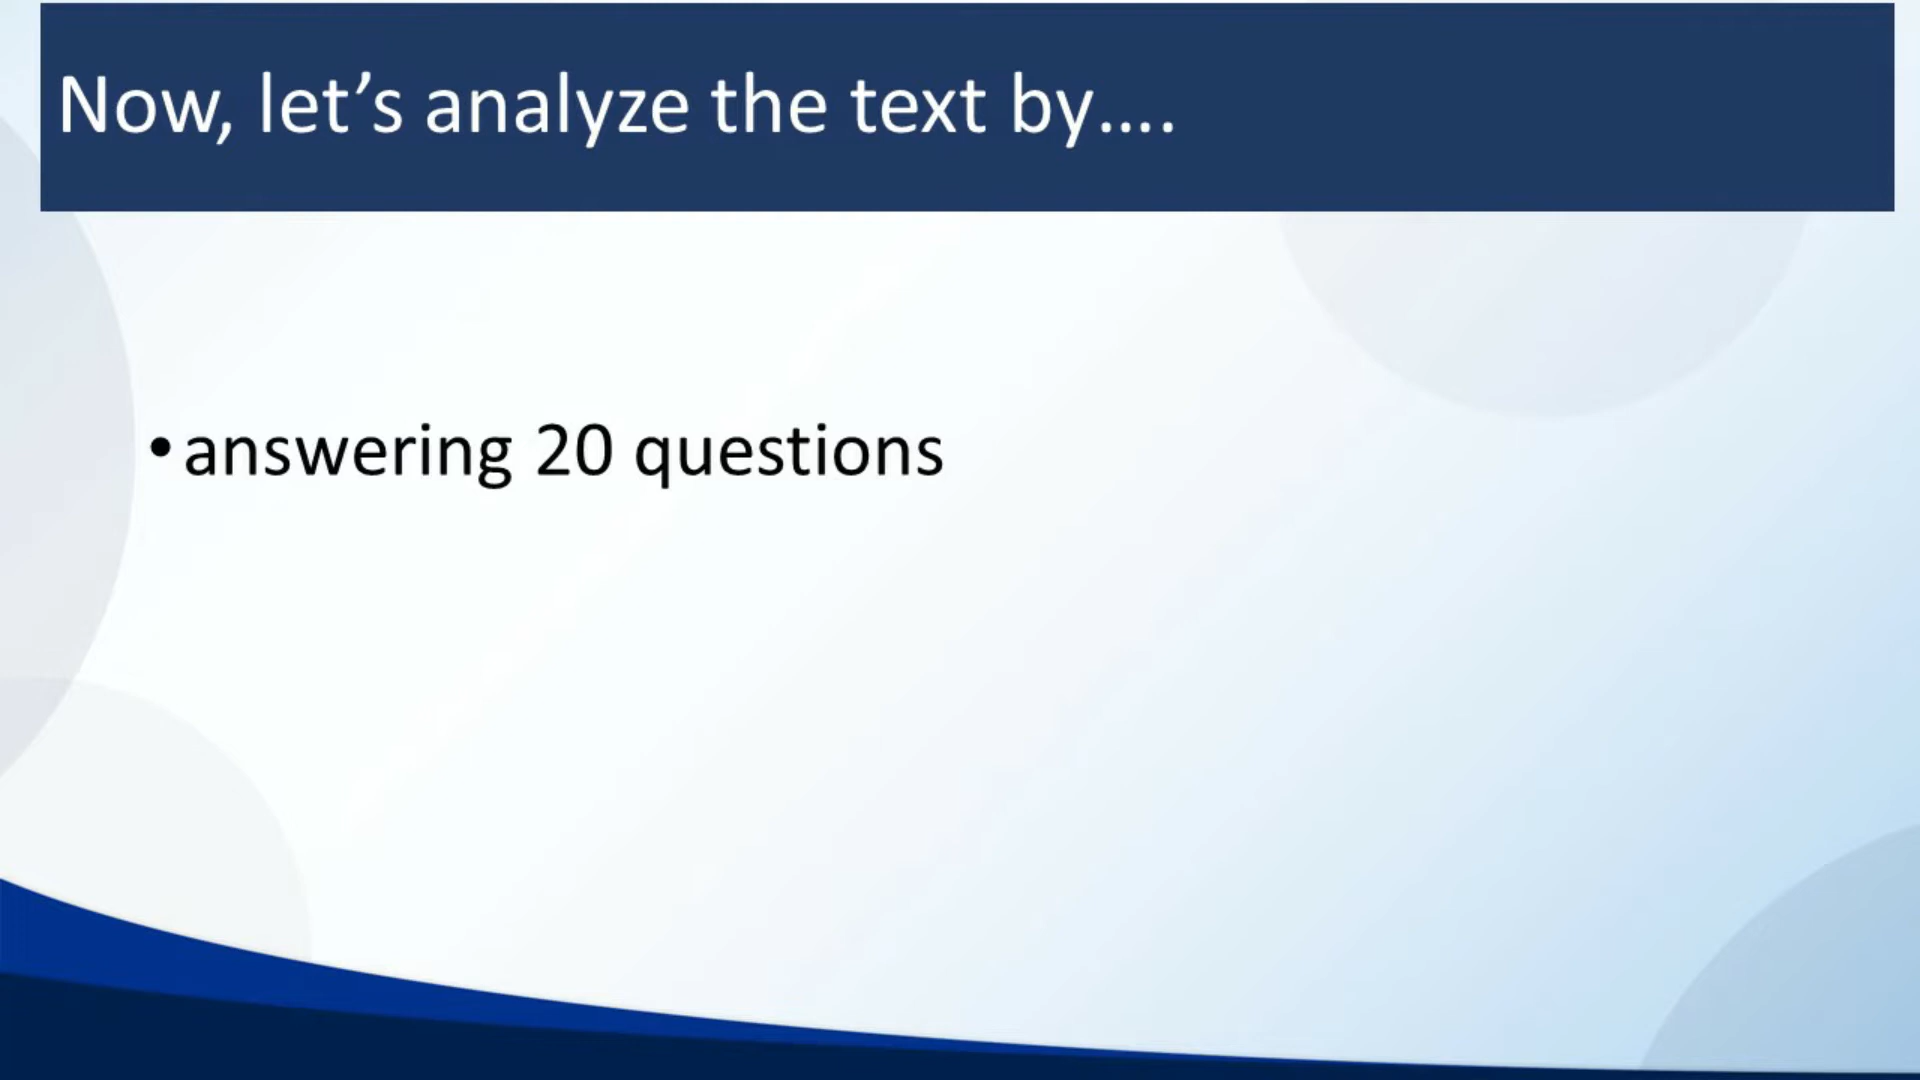 Now, let’s analyze the text by….
•answering 20 questions